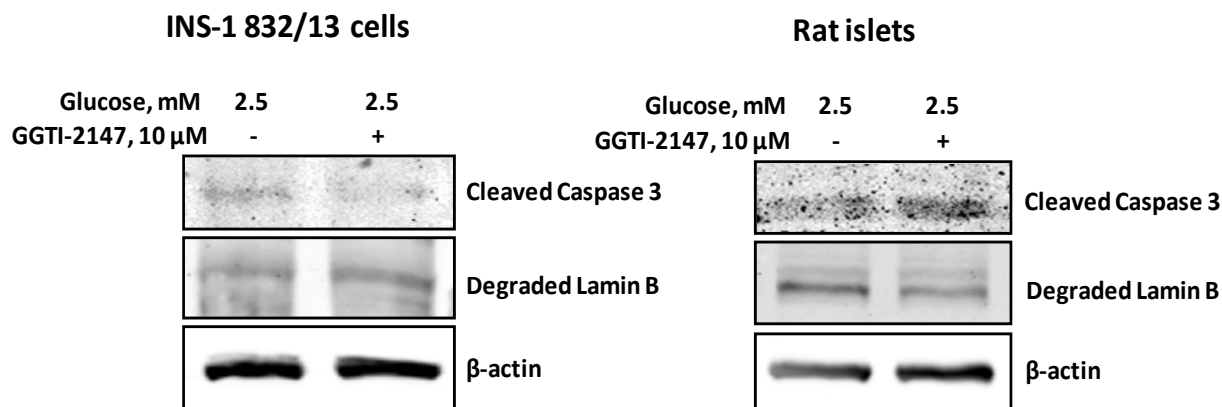 INS-1 832/13 cells
Glucose, mM 2.5 2.5
GGTI-2147, 10 μM - +
Cleaved Caspase 3
Degraded Lamin B
β-actin
Rat islets
Glucose, mM 2.5 2.5
GGTI-2147, 10 μM - +
Cleaved Caspase 3
Degraded Lamin B
β-actin